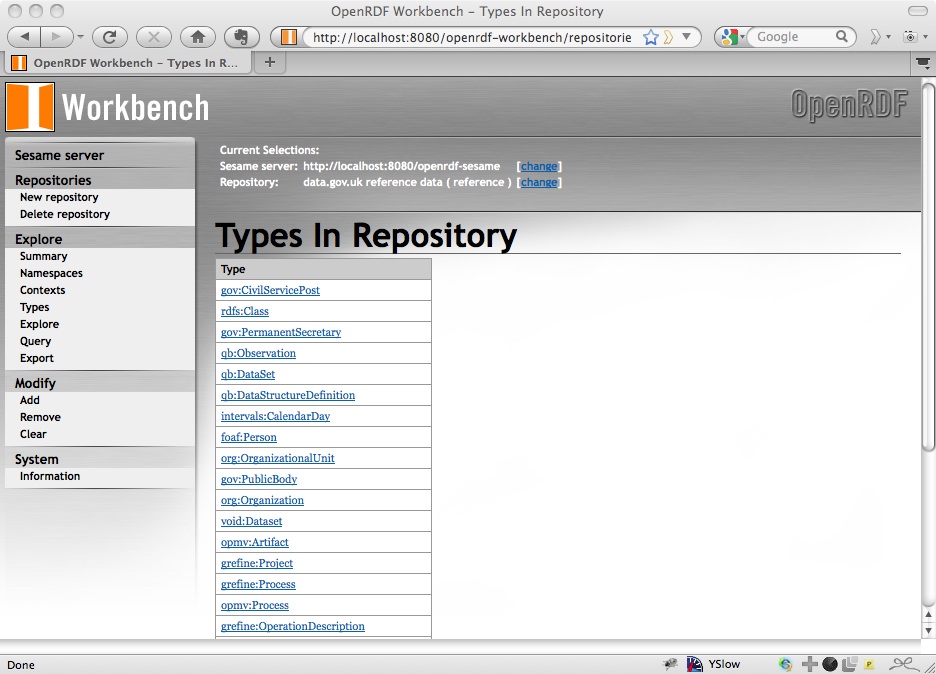 OpenRDF Workbench – Types In Repository
http://localhost:8080/openrdf-workbench/repositorie
Google
OpenRDF Workbench – Types In R...
Workbench
OpenRDF
Sesame server
Repositories
New repository
Delete repository
Explore
Summary
Namespaces
Contexts
Types
Explore
Query
Export
Modify
Add
Remove
Clear
System
Information
Current Selections:
Sesame server: http://localhost:8080/openrdf-sesame [change]
Repository: data.gov.uk reference data ( reference ) [change]
Types In Repository
Type
gov:CivilServicePost
rdfs:Class
gov:PermanentSecretary
qb:Observation
qb:DataSet
qb:DataStructureDefinition
intervals:CalendarDay
foaf:Person
org:OrganizationalUnit
gov:PublicBody
org:Organization
void:Dataset
opmv:Artifact
grefine:Project
grefine:Process
opmv:Process
grefine:OperationDescription
Done
YSlow